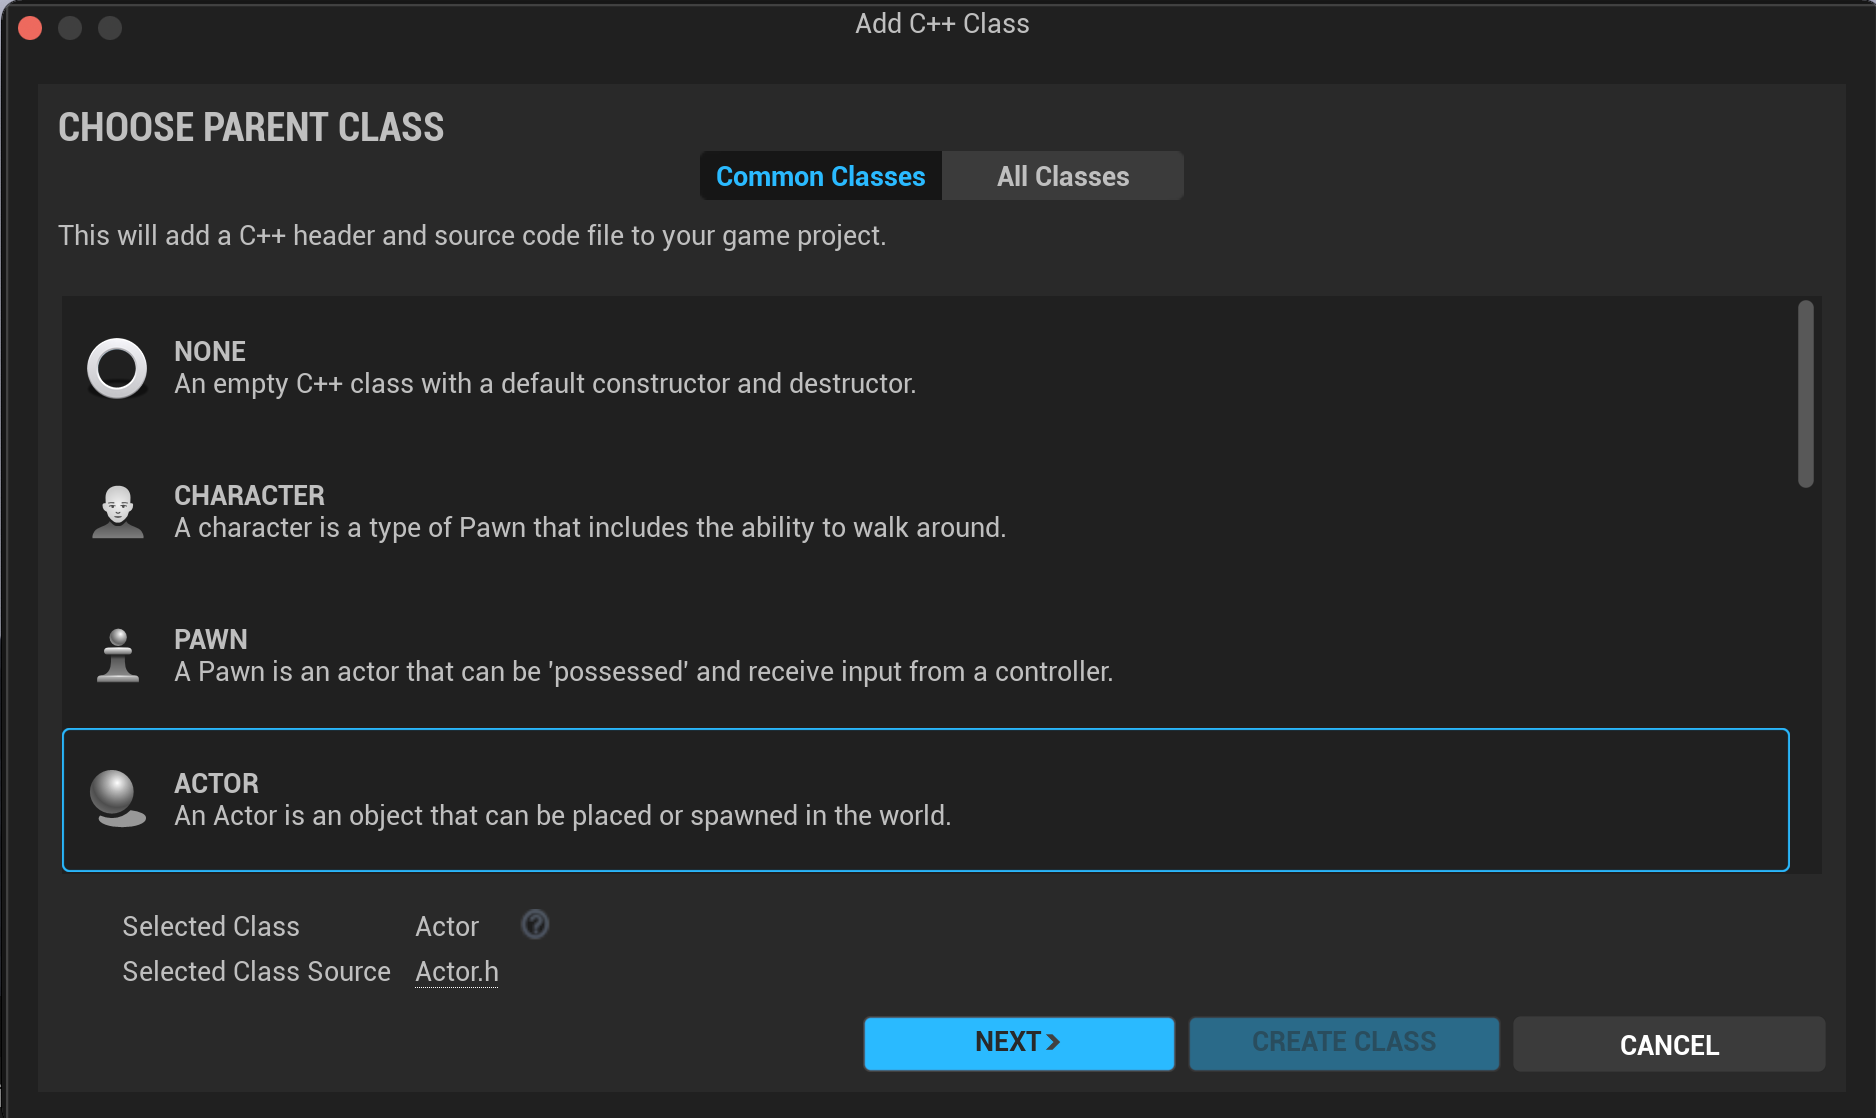 Add C++ Class
CHOOSE PARENT CLASS
Common Classes
All Classes
This will add a C++ header and source code file to your game project.
NONE
An empty C++ class with a default constructor and destructor.
CHARACTER
A character is a type of Pawn that includes the ability to walk around.
PAWN
A Pawn is an actor that can be 'possessed' and receive input from a controller.
ACTOR
An Actor is an object that can be placed or spawned in the world.
Selected Class Actor ?
Selected Class Source Actor.h
NEXT >
CREATE CLASS
CANCEL